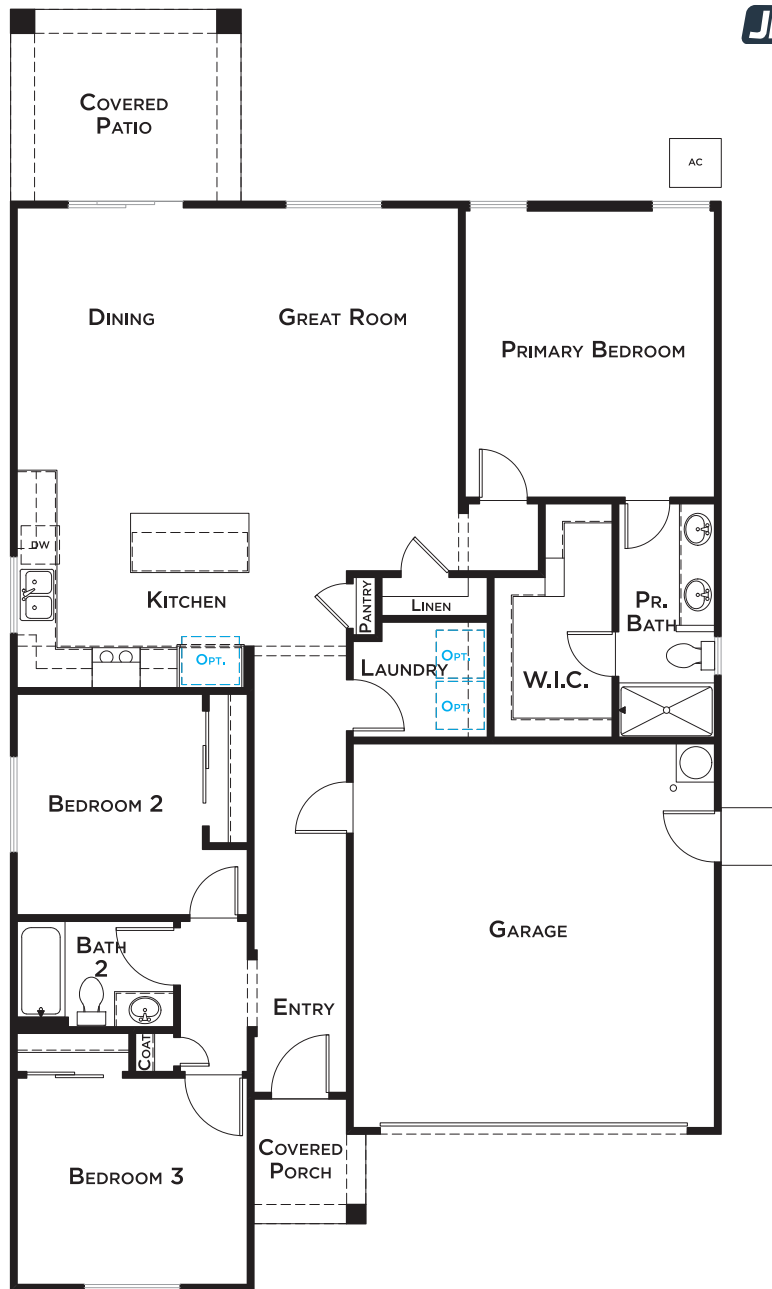 COVERED
PATIO
AC
DINING
GREAT ROOM
PRIMARY BEDROOM
DW
KITCHEN
PANTRY
LINEN
PR.
BATH
OPT.
LAUNDRY
OPT.
OPT.
W.I.C.
BEDROOM 2
GARAGE
BATH
2
ENTRY
COAT
COVERED
PORCH
BEDROOM 3